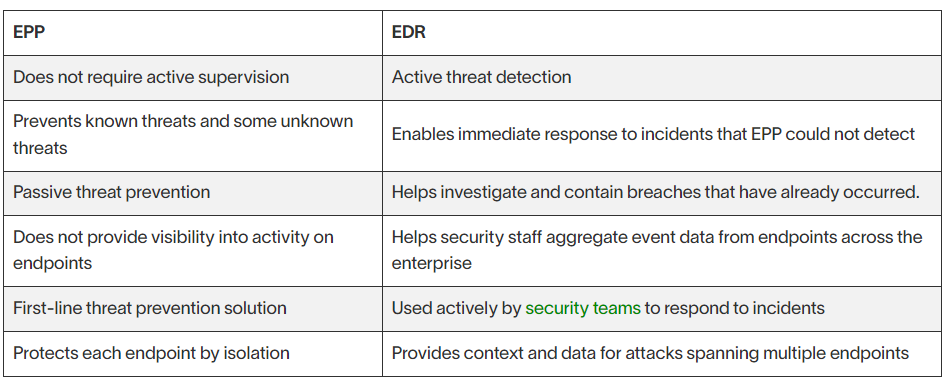 EPP
EDR
Does not require active supervision
Active threat detection
Prevents known threats and some unknown
threats
Enables immediate response to incidents that EPP could not detect
Passive threat prevention
Helps investigate and contain breaches that have already occurred.
Does not provide visibility into activity on
endpoints
Helps security staff aggregate event data from endpoints across the
enterprise
First-line threat prevention solution
Used actively by security teams to respond to incidents
Protects each endpoint by isolation
Provides context and data for attacks spanning multiple endpoints